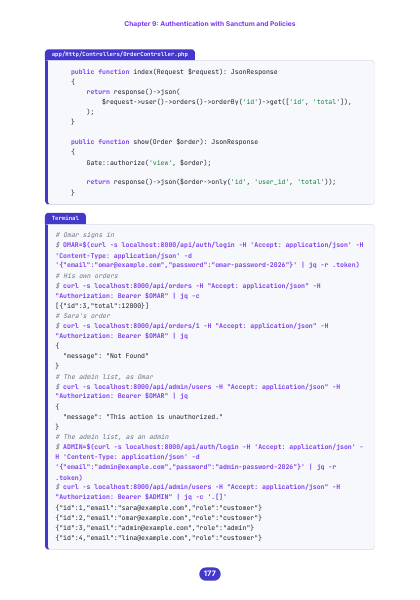 Chapter 9: Authentication with Sanctum and Policies
app/Http/Controllers/OrderController.php
public function index(Request $request): JsonResponse
{
return response()->json(
$request->user()->orders()->orderBy('id')->get(['id', 'total']),
);
}
public function show(Order $order): JsonResponse
{
Gate::authorize('view', $order);
return response()->json($order->only('id', 'user_id', 'total'));
}
Terminal
# Omar signs in
$ OMAR=$(curl -s localhost:8000/api/auth/login -H 'Accept: application/json' -H
'Content-Type: application/json' -d
'{"email":"omar@example.com","password":"omar-password-2026"}' | jq -r .token)
# His own orders
$ curl -s localhost:8000/api/orders -H "Accept: application/json" -H
"Authorization: Bearer $OMAR" | jq -c
[{"id":3,"total":12000}]
# Sara's order
$ curl -s localhost:8000/api/orders/1 -H "Accept: application/json" -H
"Authorization: Bearer $OMAR" | jq
{
"message": "Not Found"
}
# The admin list, as Omar
$ curl -s localhost:8000/api/admin/users -H "Accept: application/json" -H
"Authorization: Bearer $OMAR" | jq
{
"message": "This action is unauthorized."
}
# The admin list, as an admin
$ ADMIN=$(curl -s localhost:8000/api/auth/login -H 'Accept: application/json' -
H 'Content-Type: application/json' -d
'{"email":"admin@example.com","password":"admin-password-2026"}' | jq -r
.token)
$ curl -s localhost:8000/api/admin/users -H "Accept: application/json" -H
"Authorization: Bearer $ADMIN" | jq -c '.[]'
{"id":1,"email":"sara@example.com","role":"customer"}
{"id":2,"email":"omar@example.com","role":"customer"}
{"id":3,"email":"admin@example.com","role":"admin"}
{"id":4,"email":"lina@example.com","role":"customer"}
177